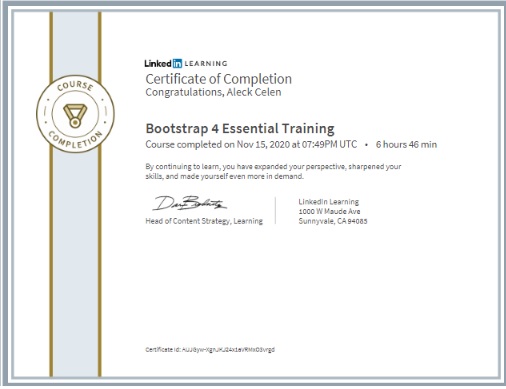 Linked in LEARNING
Certificate of Completion
Congratulations, Aleck Celen
COURSE
COMPLETION
Bootstrap 4 Essential Training
Course completed on Nov 15, 2020 at 07:49PM UTC • 6 hours 46 min
By continuing to learn, you have expanded your perspective, sharpened your
skills, and made yourself even more in demand.
Head of Content Strategy, Learning
LinkedIn Learning
1000 W Maude Ave
Sunnyvale, CA 94085
Certificate Id: